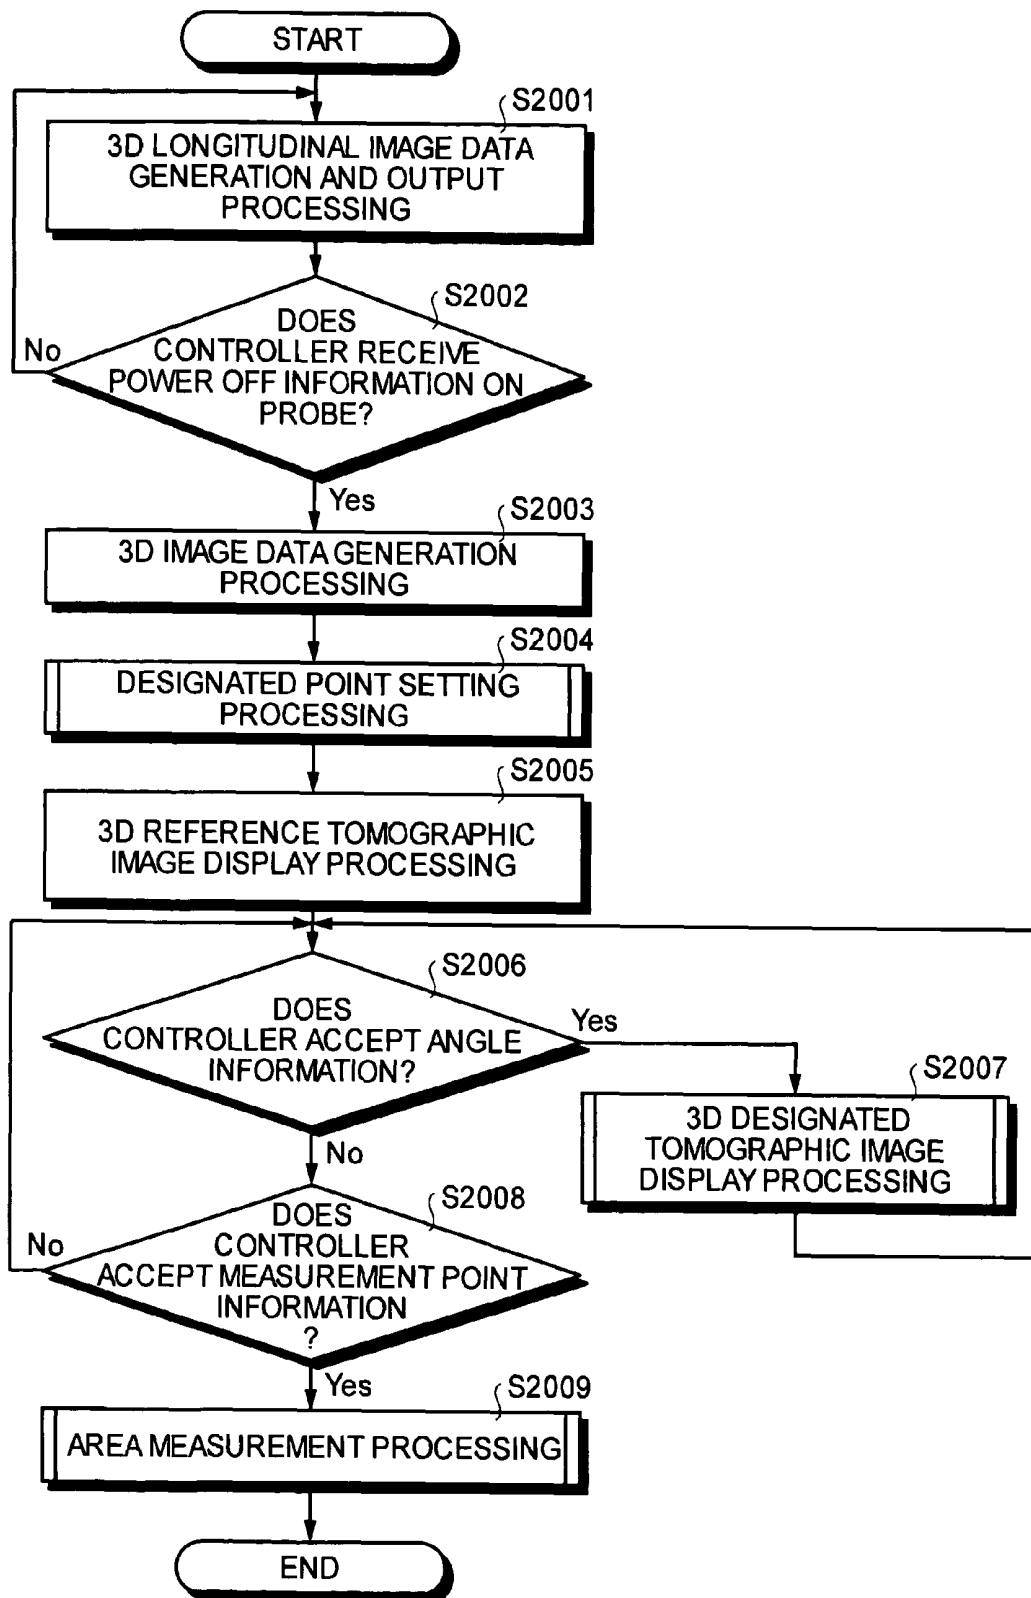 START
S2001
3D LONGITUDINAL IMAGE DATA
GENERATION AND OUTPUT
PROCESSING
S2002
DOES
CONTROLLER RECEIVE
POWER OFF INFORMATION ON
PROBE?
No
Yes
S2003
3D IMAGE DATA GENERATION
PROCESSING
S2004
DESIGNATED POINT SETTING
PROCESSING
S2005
3D REFERENCE TOMOGRAPHIC
IMAGE DISPLAY PROCESSING
S2006
DOES
CONTROLLER ACCEPT ANGLE
INFORMATION?
Yes
S2007
3D DESIGNATED
TOMOGRAPHIC IMAGE
DISPLAY PROCESSING
No
S2008
DOES
CONTROLLER
ACCEPT MEASUREMENT POINT
INFORMATION
?
No
Yes
S2009
AREA MEASUREMENT PROCESSING
END